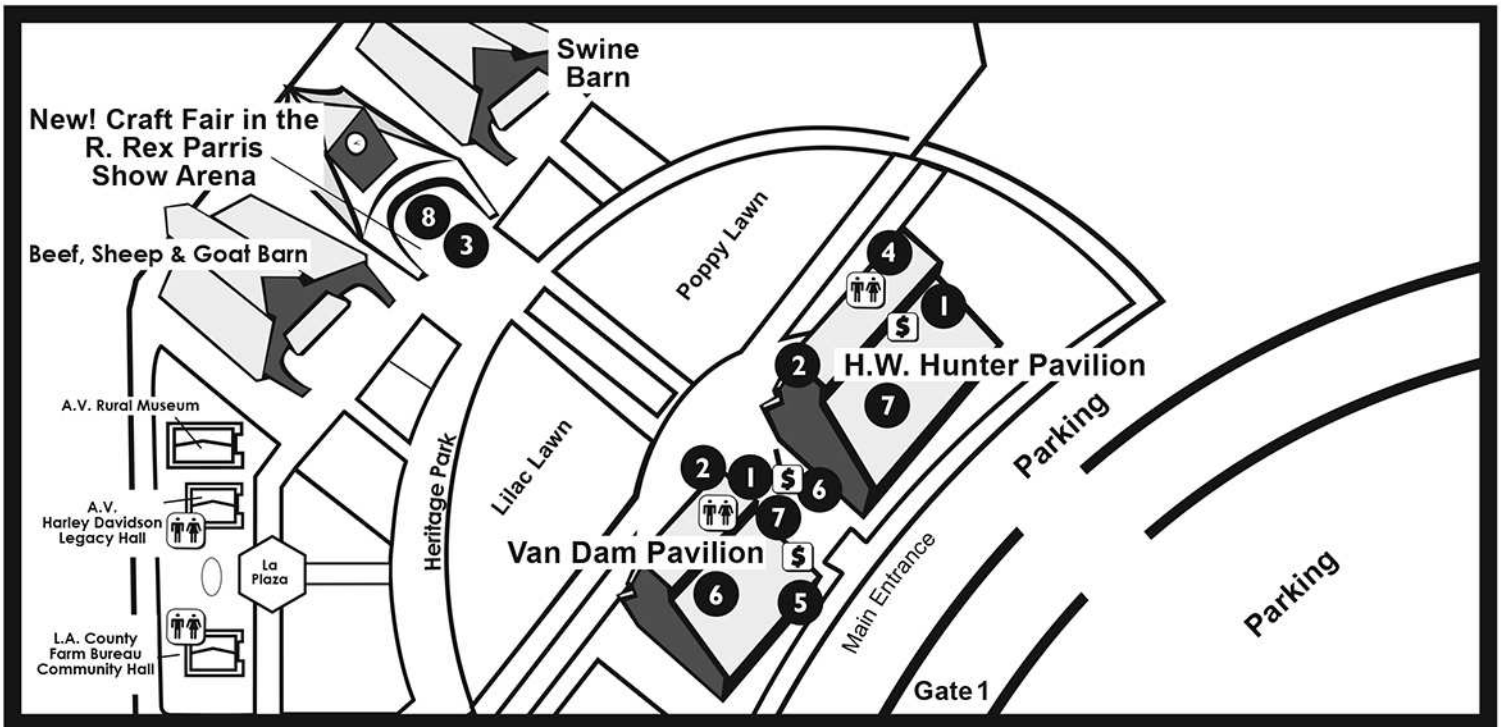 Swine
Barn
New! Craft Fair in the
R. Rex Parris
Show Arena
8
3
Beef, Sheep & Goat Barn
Poppy Lawn
4
1
$
2
H.W. Hunter Pavilion
7
Parking
A.V. Rural Museum
Heritage Park
Lilac Lawn
2
1
$
6
7
A.V.
Harley Davidson
Legacy Hall
Van Dam Pavilion
$
6
5
La
Plaza
Main Entrance
Parking
L.A. County
Farm Bureau
Community Hall
Gate 1